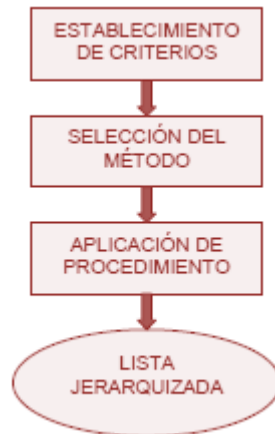 ESTABLECIMIENTO
DE CRITERIOS
SELECCIÓN DEL
MÉTODO
APLICACIÓN DE
PROCEDIMIENTO
LISTA
JERARQUIZADA